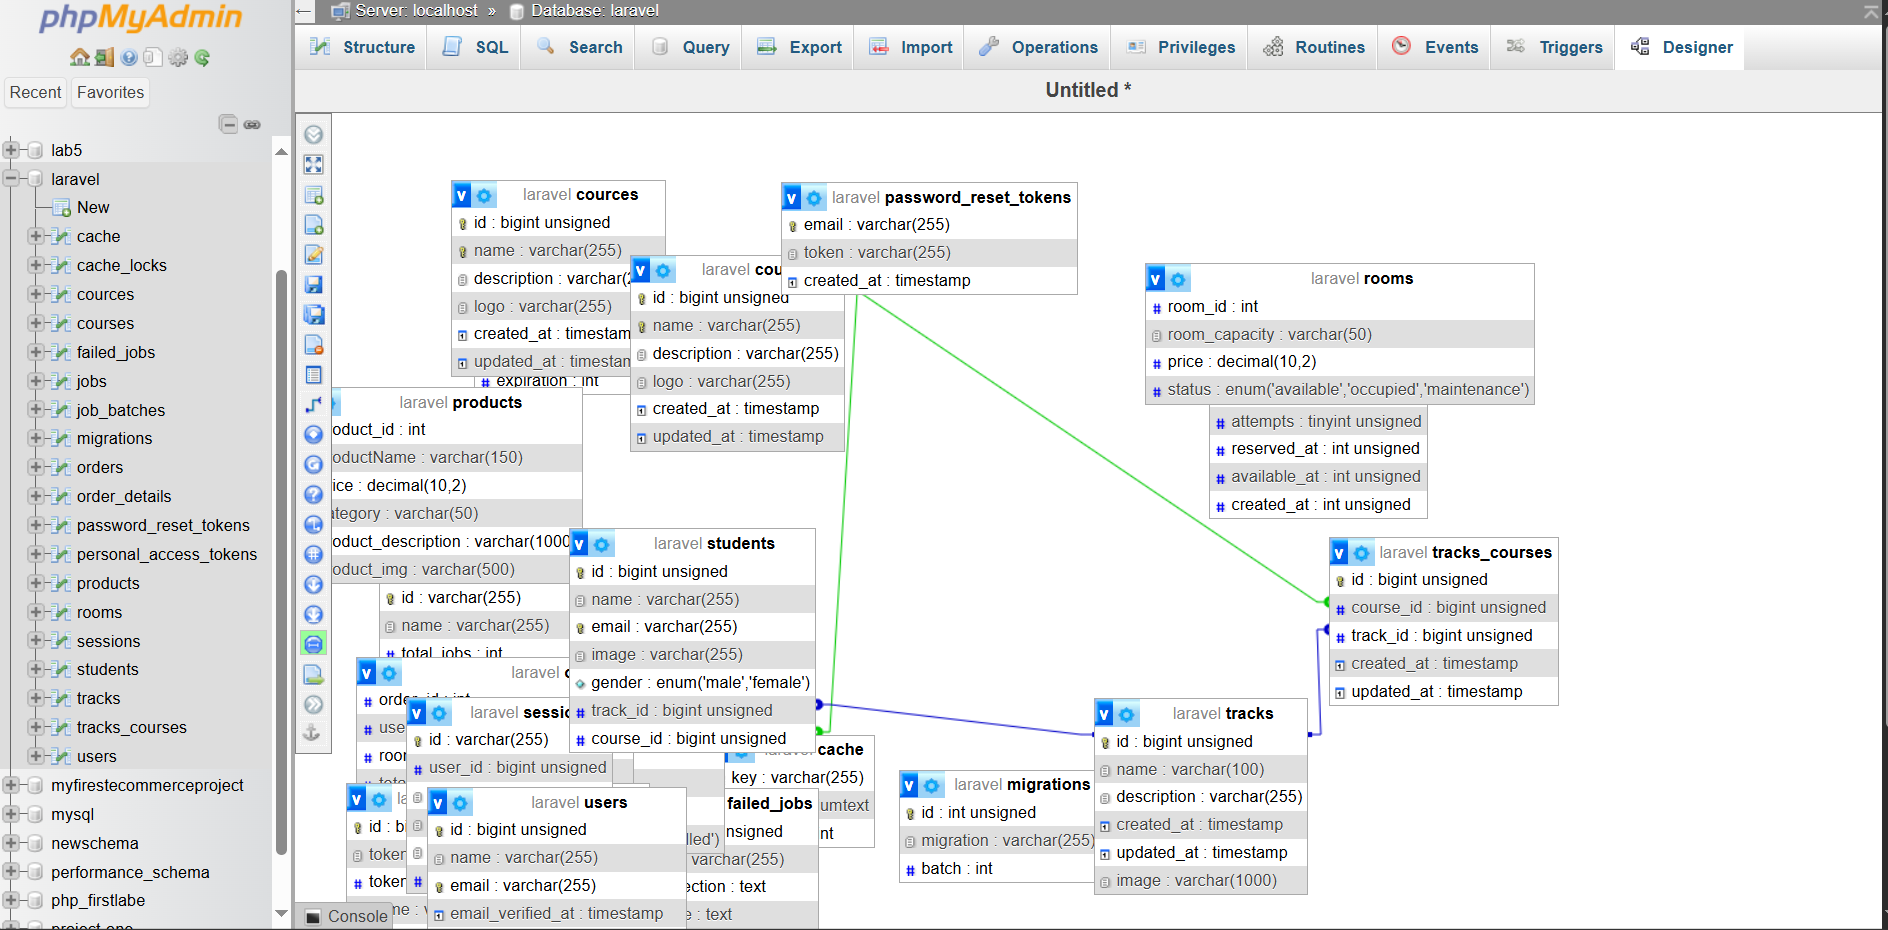 phpMyAdmin
Recent
Favorites
lab5
laravel
New
cache
cache_locks
cources
courses
failed_jobs
jobs
job_batches
migrations
orders
order_details
password_reset_tokens
personal_access_tokens
products
rooms
sessions
students
tracks
tracks_courses
users
myfirestecommerceproject
mysql
newschema
performance_schema
php_firstlabe
Server: localhost » Database: laravel
Structure SQL Search Query Export Import Operations Privileges Routines Events Triggers Designer
Untitled *
laravel cources
id : bigint unsigned
name : varchar(255)
description : varchar(2
logo : varchar(255)
created_at : timestam
updated_at : timestan
expiration : int
laravel cou
id : bigint unsigned
name : varchar(255)
description : varchar(255)
logo : varchar(255)
created_at : timestamp
updated_at : timestamp
laravel password_reset_tokens
email : varchar(255)
token : varchar(255)
created_at : timestamp
laravel rooms
room_id : int
room_capacity : varchar(50)
price : decimal(10,2)
status : enum('available','occupied','maintenance')
attempts : tinyint unsigned
reserved_at : int unsigned
available_at : int unsigned
created_at : int unsigned
laravel products
oduct_id : int
oductName : varchar(150)
ice : decimal(10,2)
ategory : varchar(50)
oduct_description : varchar(1000
oduct_img : varchar(500)
id : varchar(255)
name : varchar(255)
total_jobs : int
laravel students
id : bigint unsigned
name : varchar(255)
email : varchar(255)
image : varchar(255)
gender : enum('male','female')
track_id : bigint unsigned
course_id : bigint unsigned
laravel tracks_courses
id : bigint unsigned
course_id : bigint unsigned
track_id : bigint unsigned
created_at : timestamp
updated_at : timestamp
laravel
use
laravel sessi
id : varchar(255)
user_id : bigint unsigned
id : bi
token
token
laravel users
id : bigint unsigned
name : varchar(255)
email : varchar(255)
email_verified_at : timestamp
cache
key : varchar(255)
umtext
nt
failed_jobs
nsigned
lled')
varchar(255)
ection : text
e : text
laravel migrations
id : int unsigned
migration : varchar(255)
batch : int
laravel tracks
id : bigint unsigned
name : varchar(100)
description : varchar(255)
created_at : timestamp
updated_at : timestamp
image : varchar(1000)
Console